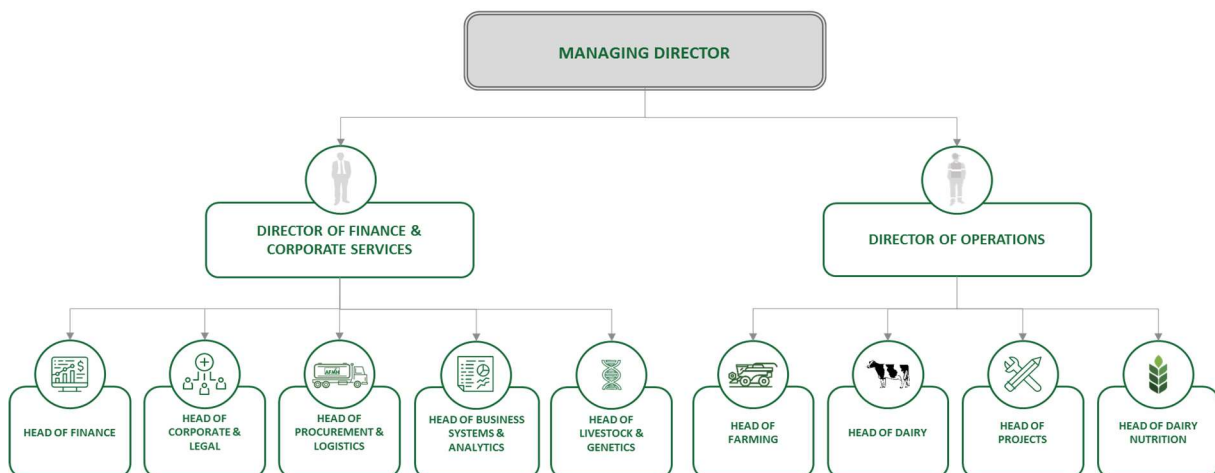 MANAGING DIRECTOR
DIRECTOR OF FINANCE &
CORPORATE SERVICES
DIRECTOR OF OPERATIONS
HEAD OF FINANCE
HEAD OF
CORPORATE &
LEGAL
HEAD OF
PROCUREMENT &
LOGISTICS
HEAD OF BUSINESS
SYSTEMS &
ANALYTICS
HEAD OF
LIVESTOCK &
GENETICS
HEAD OF
FARMING
HEAD OF DAIRY
HEAD OF
PROJECTS
HEAD OF DAIRY
NUTRITION